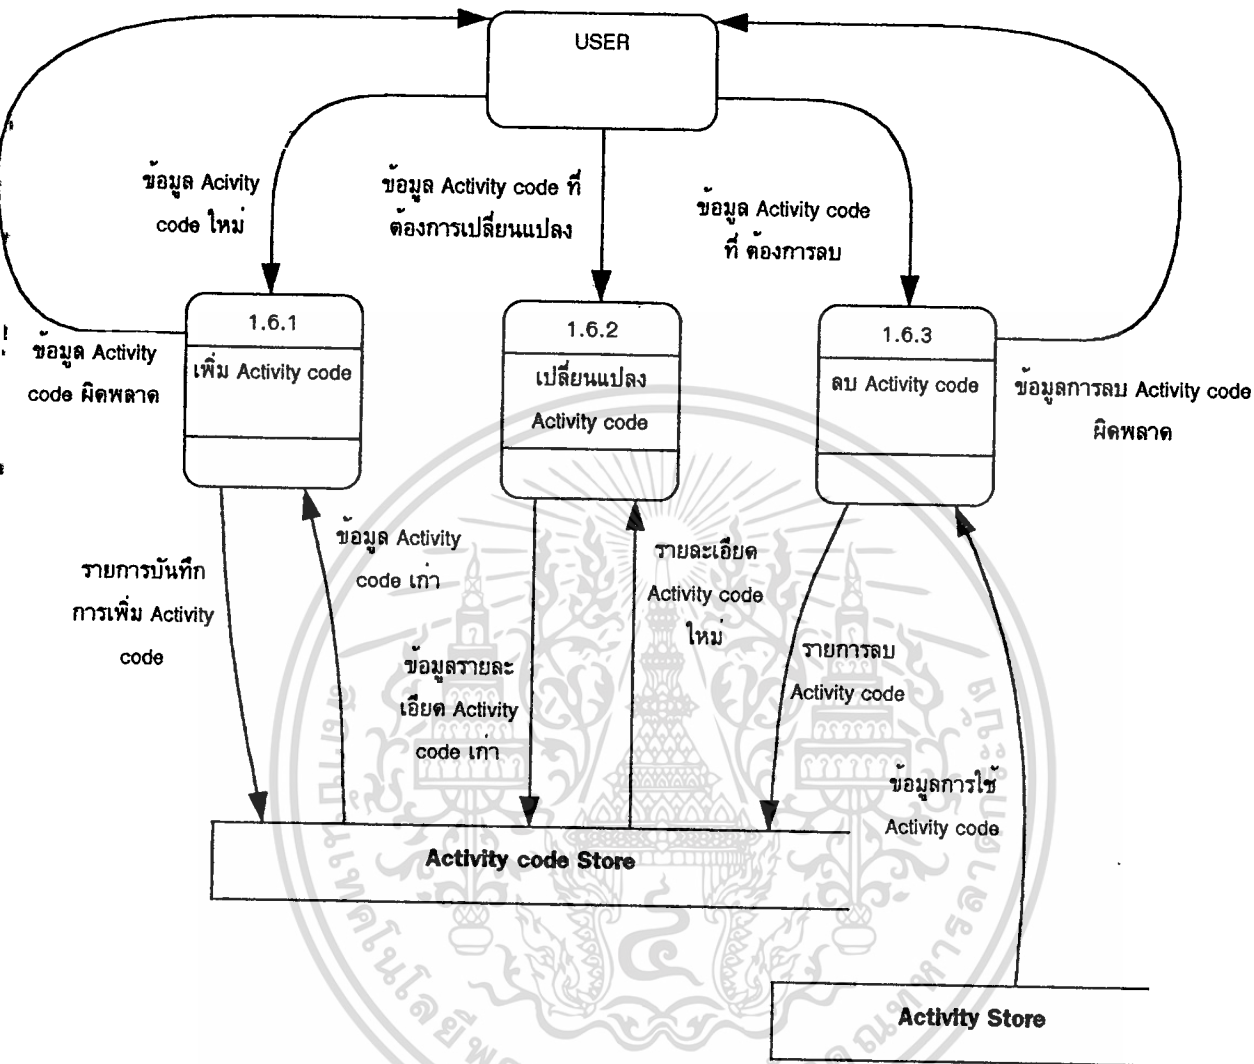 USER
ข้อมูล Acivity
code ใหม่
ข้อมูล Activity code ที่
ต้องการเปลี่ยนแปลง
ข้อมูล Activity code
ที่ ต้องการลบ
ข้อมูล Activity
code ผิดพลาด
1.6.1
เพิ่ม Activity code
1.6.2
เปลี่ยนแปลง
Activity code
1.6.3
ลบ Activity code
ข้อมูลการลบ Activity code
ผิดพลาด
รายการบันทึก
การเพิ่ม Activity
code
ข้อมูล Activity
code เก่า
ข้อมูลรายละ
เอียด Activity
code เก่า
รายละเอียด
Activity code
ใหม่
รายการลบ
Activity code
ข้อมูลการใช้
Activity code
Activity code Store
Activity Store